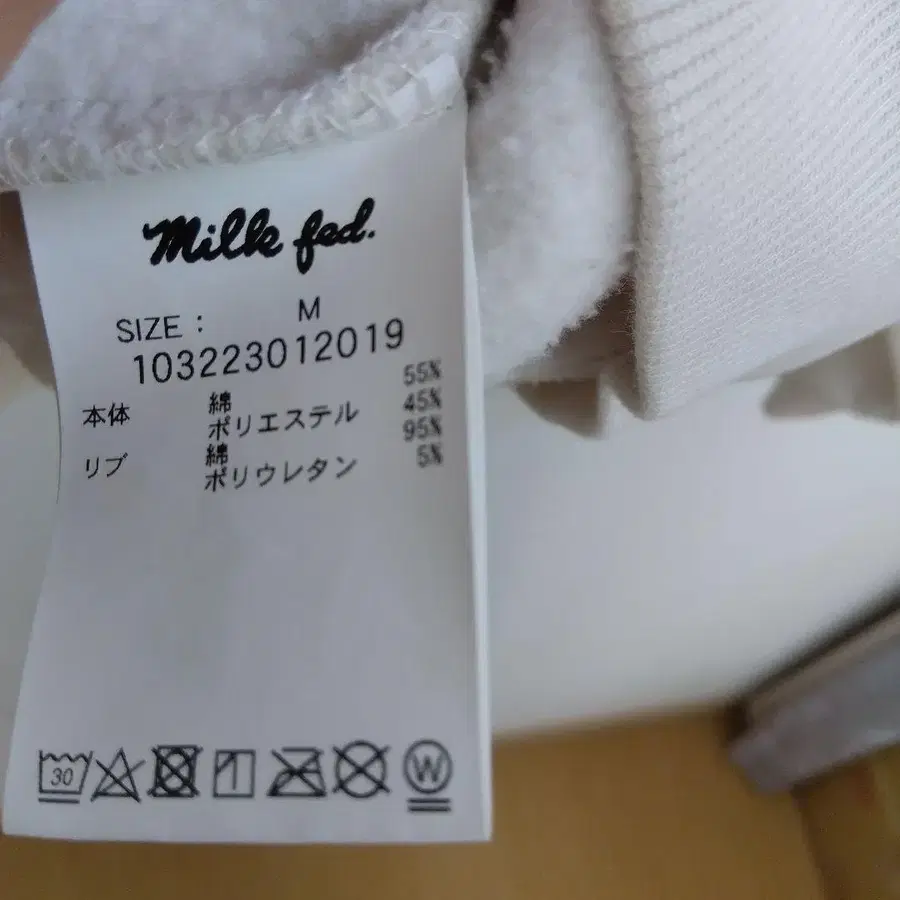 Milk fed.
SIZE : M
103223012019
本体 綿 55%
ポリエステル 45%
リブ 綿 95%
ポリウレタン 5%
30 W